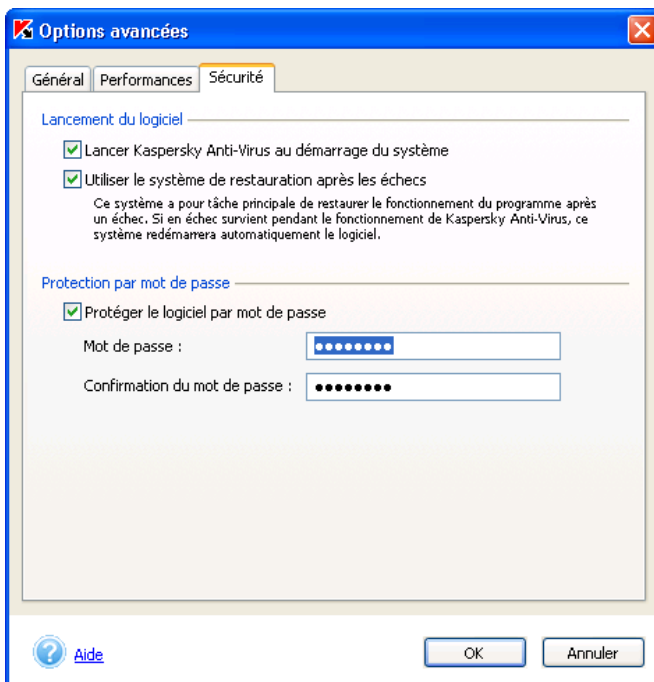 Options avancées
Général Performances Sécurité
Lancement du logiciel
Lancer Kaspersky Anti-Virus au démarrage du système
Utiliser le système de restauration après les échecs
Ce système a pour tâche principale de restaurer le fonctionnement du programme après
un échec. Si en échec survient pendant le fonctionnement de Kaspersky Anti-Virus, ce
système redémarrera automatiquement le logiciel.
Protection par mot de passe
Protéger le logiciel par mot de passe
Mot de passe : ●●●●●●●●
Confirmation du mot de passe : ●●●●●●●●
Aide OK Annuler